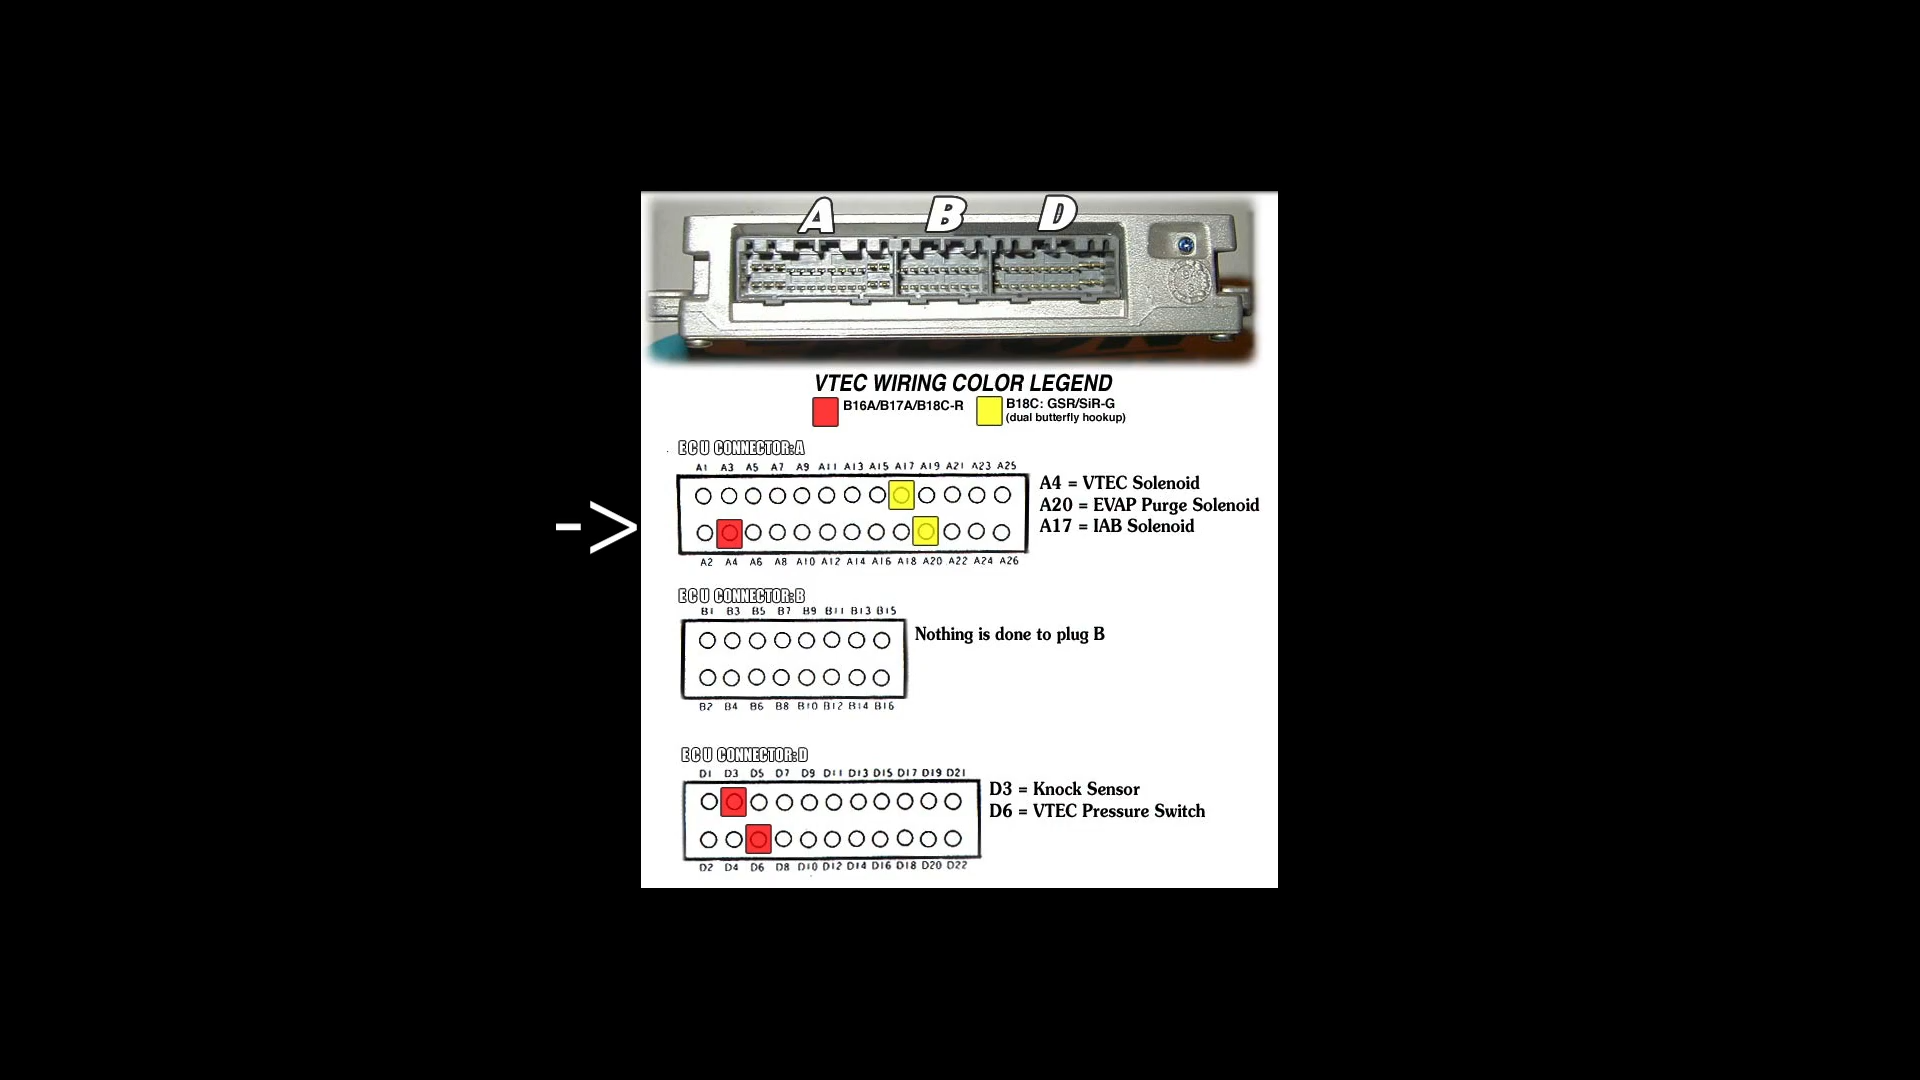 A B D
VTEC WIRING COLOR LEGEND
B16A/B17A/B18C-R
B18C: GSR/SiR-G
(dual butterfly hookup)
ECU CONNECTOR:A
A1 A3 A5 A7 A9 A11 A13 A15 A17 A19 A21 A23 A25
A4 = VTEC Solenoid
A20 = EVAP Purge Solenoid
A17 = IAB Solenoid
->
A2 A4 A6 A8 A10 A12 A14 A16 A18 A20 A22 A24 A26
ECU CONNECTOR:B
B1 B3 B5 B7 B9 B11 B13 B15
Nothing is done to plug B
B2 B4 B6 B8 B10 B12 B14 B16
ECU CONNECTOR:D
D1 D3 D5 D7 D9 D11 D13 D15 D17 D19 D21
D3 = Knock Sensor
D6 = VTEC Pressure Switch
D2 D4 D6 D8 D10 D12 D14 D16 D18 D20 D22